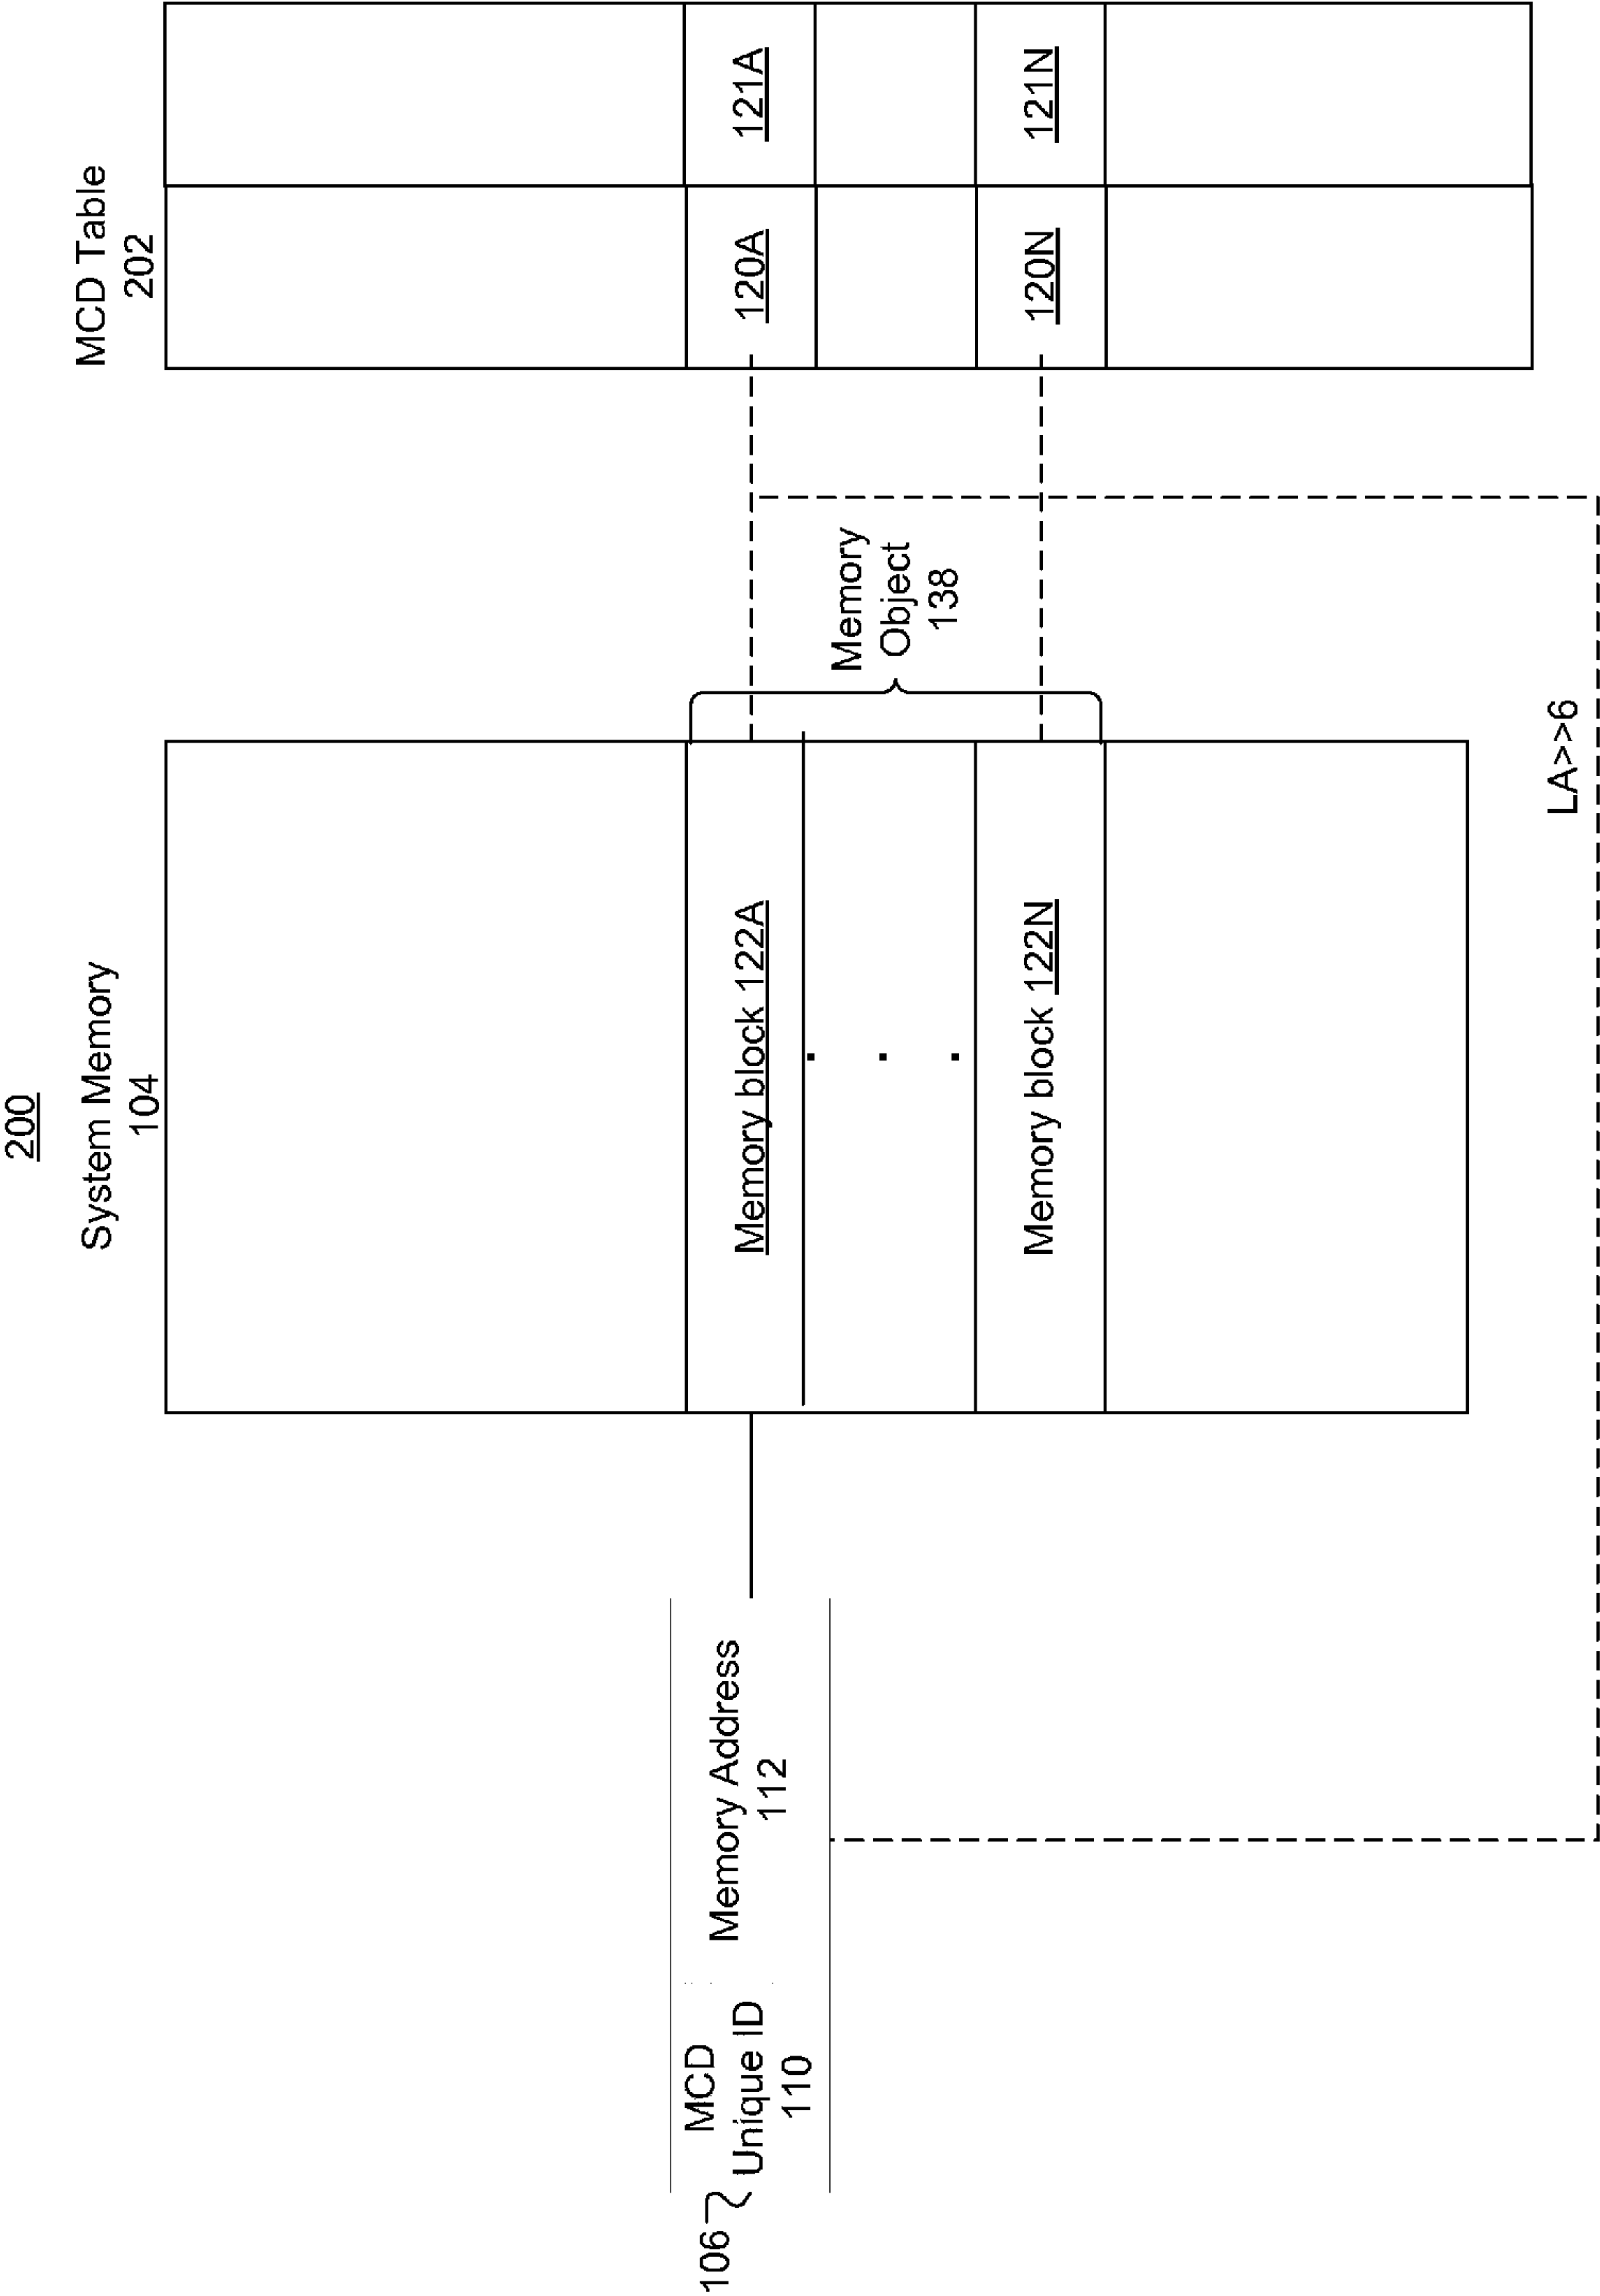 200
System Memory
104
MCD Table
202
106
MCD
Unique ID
110
Memory Address
112
Memory block 122A
.
.
.
Memory block 122N
Memory
Object
138
120A
121A
120N
121N
LA>>6